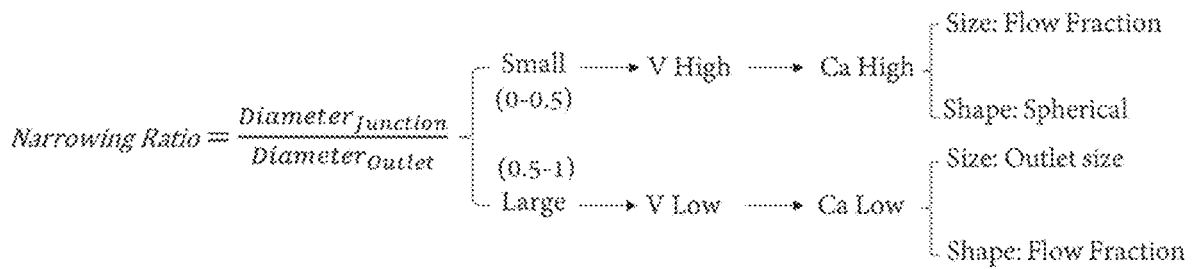 Size: Flow Fraction
Small V High Ca High
(0-0.5)
Shape: Spherical
Narrowing Ratio = Diameter_Junction / Diameter_Outlet
(0.5-1)
Size: Outlet size
Large V Low Ca Low
Shape: Flow Fraction